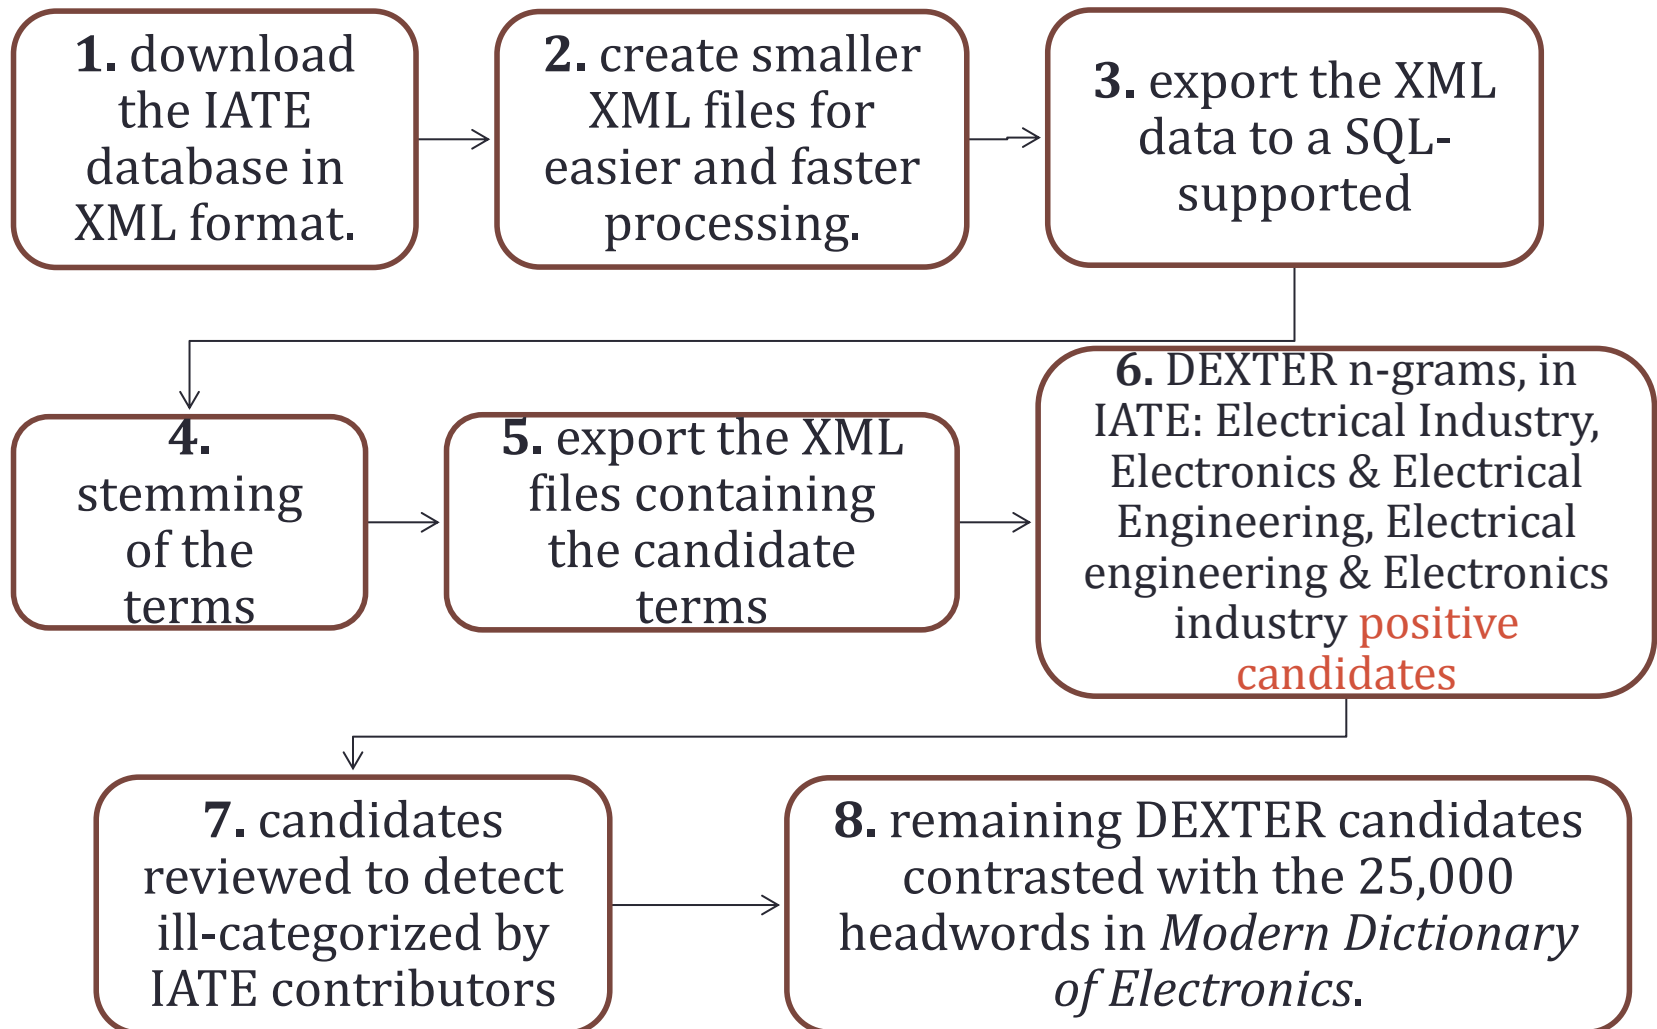 1. download
the IATE
database in
XML format.
2. create smaller
XML files for
easier and faster
processing.
3. export the XML
data to a SQL-
supported
4.
stemming
of the
terms
5. export the XML
files containing
the candidate
terms
6. DEXTER n-grams, in
IATE: Electrical Industry,
Electronics & Electrical
Engineering, Electrical
engineering & Electronics
industry positive
candidates
7. candidates
reviewed to detect
ill-categorized by
IATE contributors
8. remaining DEXTER candidates
contrasted with the 25,000
headwords in Modern Dictionary
of Electronics.